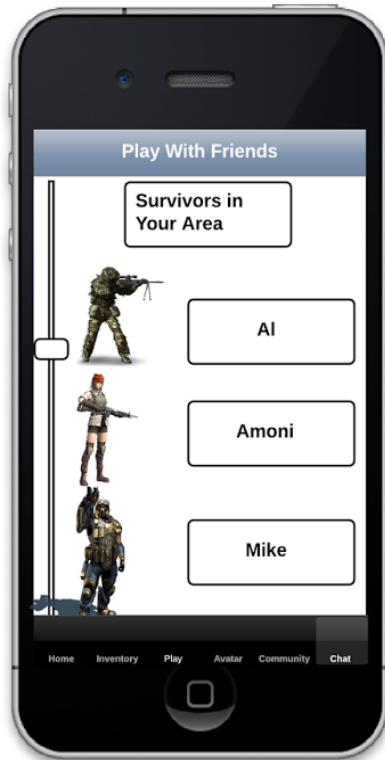 Play With Friends
Survivors in
Your Area
Al
Amoni
Mike
Home Inventory Play Avatar Community Chat